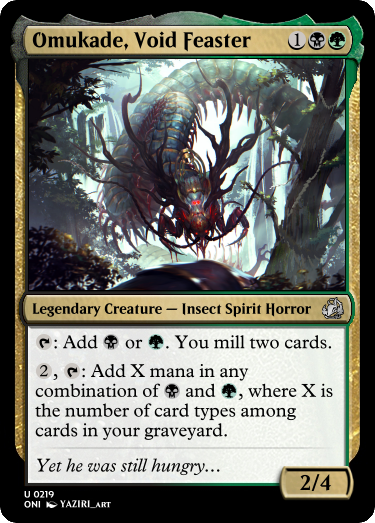 Omukade, Void Feaster 1
Legendary Creature — Insect Spirit Horror
: Add or . You mill two cards.
2, : Add X mana in any
combination of and , where X is
the number of card types among
cards in your graveyard.
Yet he was still hungry…
2/4
U 0219
ONI YAZIRI_ART